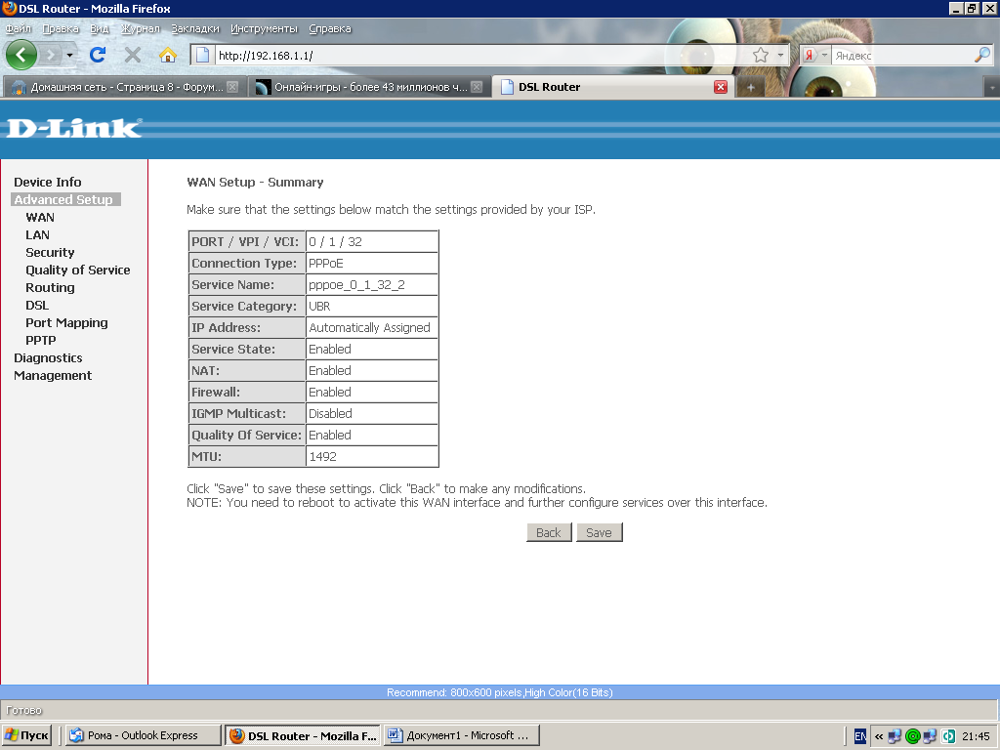 DSL Router - Mozilla Firefox
Файл Правка Вид Журнал Закладки Инструменты Справка
http://192.168.1.1/
Яндекс
Домашняя сеть - Страница 8 - Форум...
Онлайн-игры - более 43 миллионов ч...
DSL Router
D-Link
Device Info
Advanced Setup
WAN
LAN
Security
Quality of Service
Routing
DSL
Port Mapping
PPTP
Diagnostics
Management
WAN Setup - Summary
Make sure that the settings below match the settings provided by your ISP.
PORT / VPI / VCI: 0 / 1 / 32
Connection Type: PPPoE
Service Name: pppoe_0_1_32_2
Service Category: UBR
IP Address: Automatically Assigned
Service State: Enabled
NAT: Enabled
Firewall: Enabled
IGMP Multicast: Disabled
Quality Of Service: Enabled
MTU: 1492
Click "Save" to save these settings. Click "Back" to make any modifications.
NOTE: You need to reboot to activate this WAN interface and further configure services over this interface.
Back Save
Recommend: 800x600 pixels,High Color(16 Bits)
Готово
Пуск
Рома - Outlook Express
DSL Router - Mozilla F...
Документ1 - Microsoft ...
EN
21:45